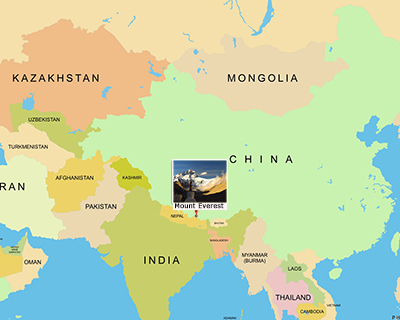 KAZAKHSTAN
MONGOLIA
UZBEKISTAN
TURKMENISTAN
CHINA
RAN
AFGHANISTAN
KASHMIR
PAKISTAN
Mount Everest
NEPAL
BHUTAN
BANGLADESH
INDIA
OMAN
MYANMAR
(BURMA)
LAOS
THAILAND
VIETNAM
CAMBODIA